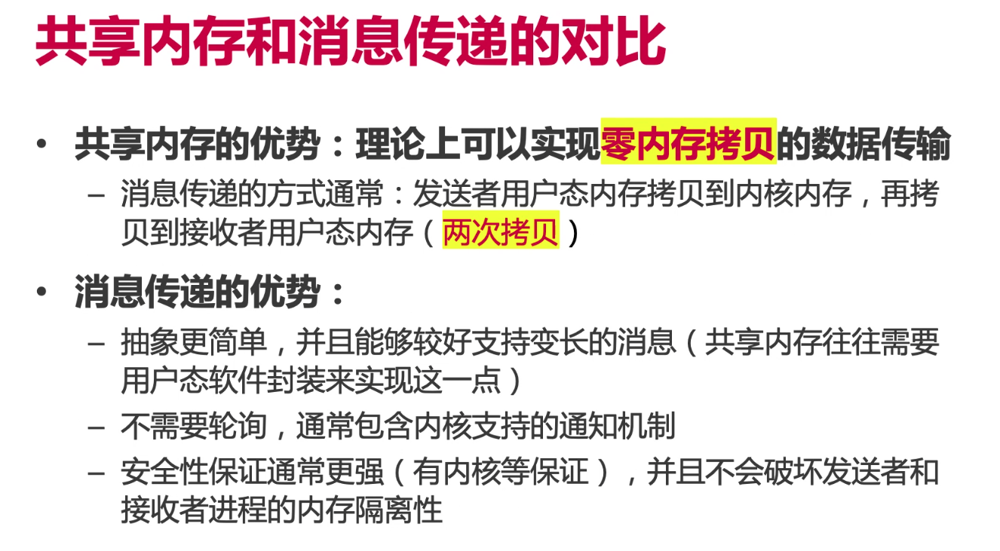 共享内存和消息传递的对比
• 共享内存的优势：理论上可以实现零内存拷贝的数据传输
– 消息传递的方式通常：发送者用户态内存拷贝到内核内存，再拷
贝到接收者用户态内存（两次拷贝）
• 消息传递的优势：
– 抽象更简单，并且能够较好支持变长的消息（共享内存往往需要
用户态软件封装来实现这一点）
– 不需要轮询，通常包含内核支持的通知机制
– 安全性保证通常更强（有内核等保证），并且不会破坏发送者和
接收者进程的内存隔离性